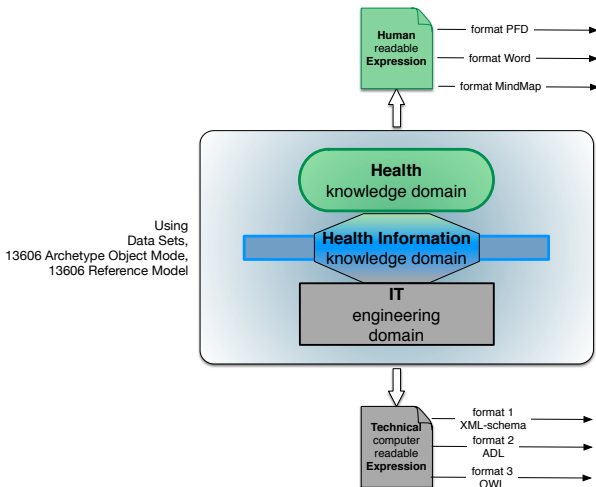 Human
readable
Expression
format PFD
format Word
format MindMap
Health
knowledge domain
Health Information
knowledge domain
IT
engineering
domain
Using
Data Sets,
13606 Archetype Object Mode,
13606 Reference Model
Technical
computer
readable
Expression
format 1
XML-schema
format 2
ADL
format 3
OWL